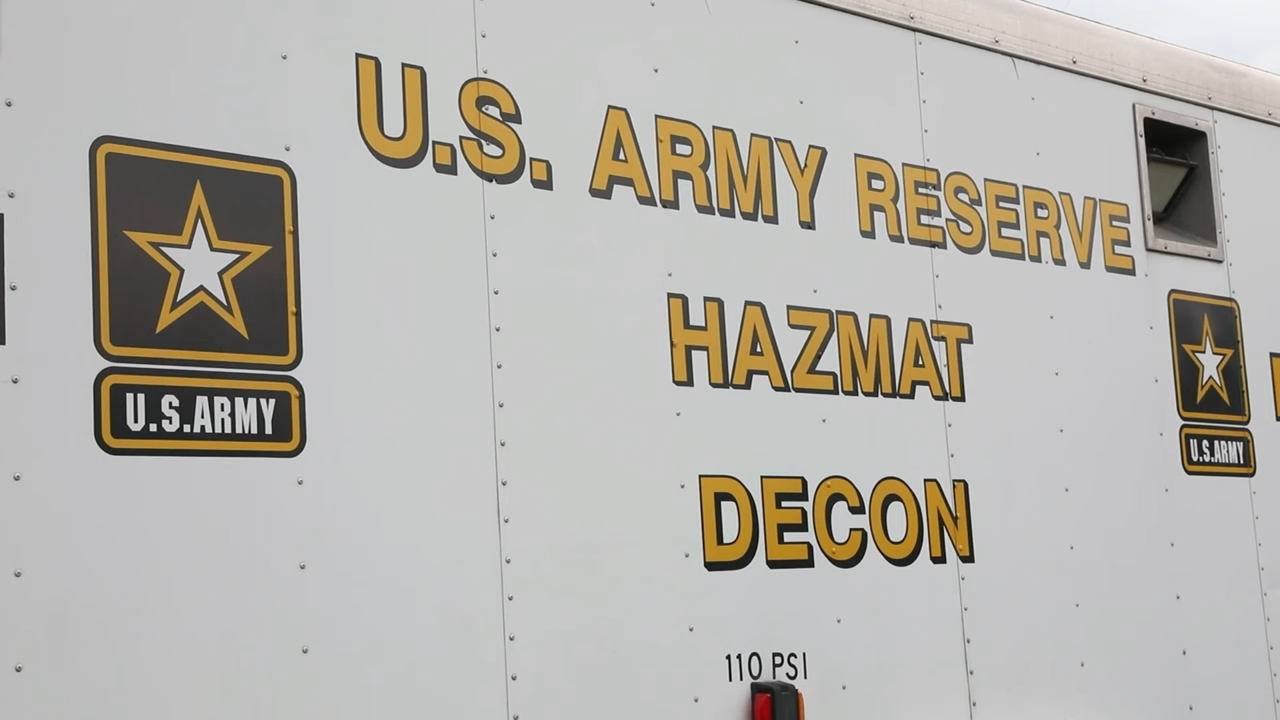 U.S. ARMY RESERVE
HAZMAT
DECON
U.S.ARMY
U.S.ARMY
110 PSI